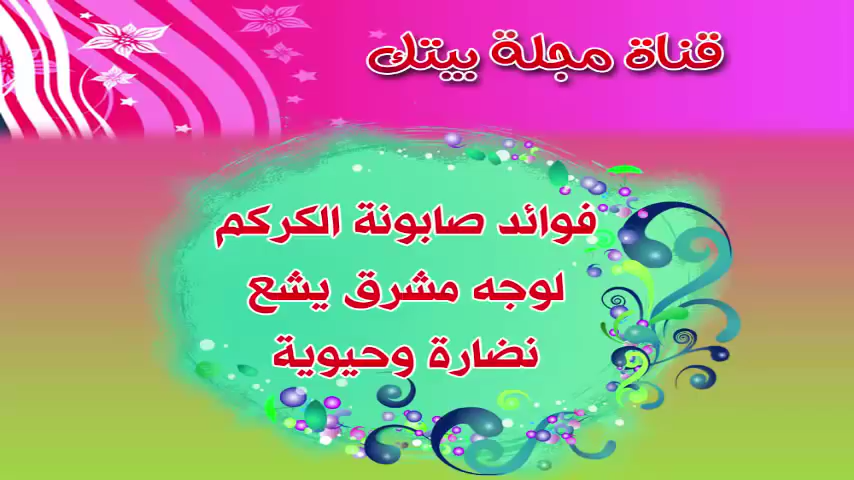 قناة مجلة بيتك
فوائد صابونة الكركم
لوجه مشرق يشع
نضارة وحيوية